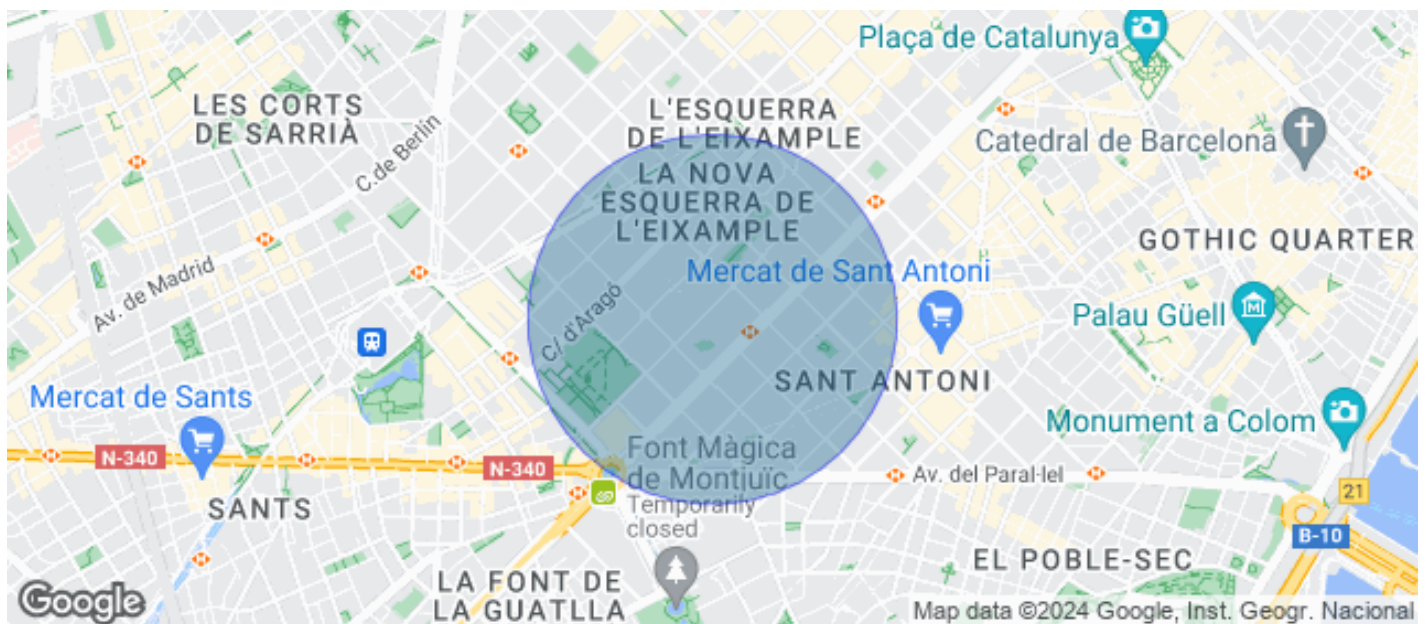 Plaça de Catalunya
LES CORTS
DE SARRIÀ
L'ESQUERRA
DE L'EIXAMPLE
C. de Berlín
Catedral de Barcelona
LA NOVA
ESQUERRA DE
L'EIXAMPLE
GOTHIC QUARTER
Av. de Madrid
Mercat de Sant Antoni
C/ d'Aragó
Palau Güell
SANT ANTONI
Mercat de Sants
Monument a Colom
N-340
N-340
Font Màgica
de Montjuïc
Temporarily
closed
Av. del Paral·lel
21
SANTS
B-10
EL POBLE-SEC
LA FONT DE
LA GUATLLA
Google
Map data ©2024 Google, Inst. Geogr. Nacional